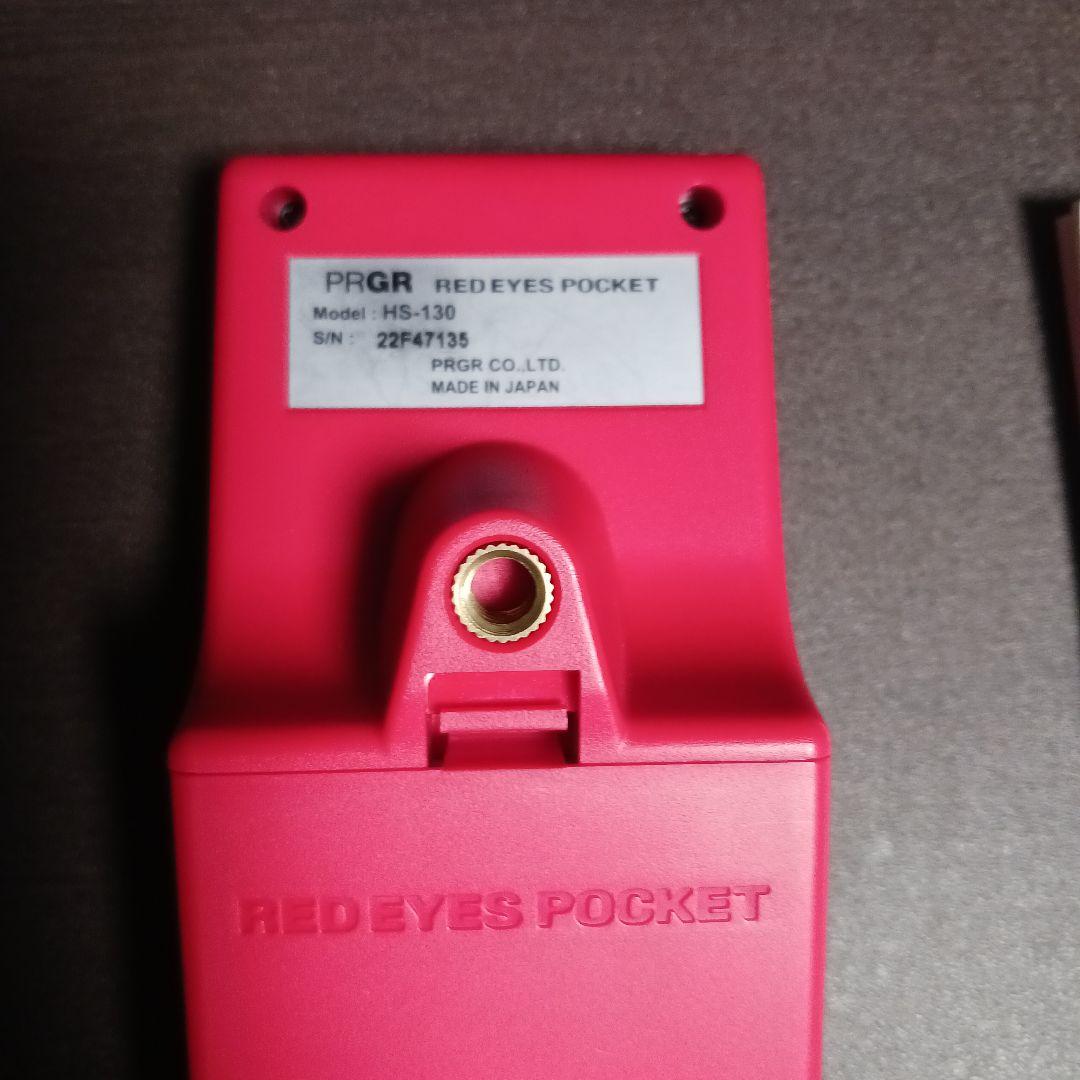 PRGR RED EYES POCKET
Model : HS-130
S/N : 22F47135
PRGR CO.,LTD.
MADE IN JAPAN
RED EYES POCKET